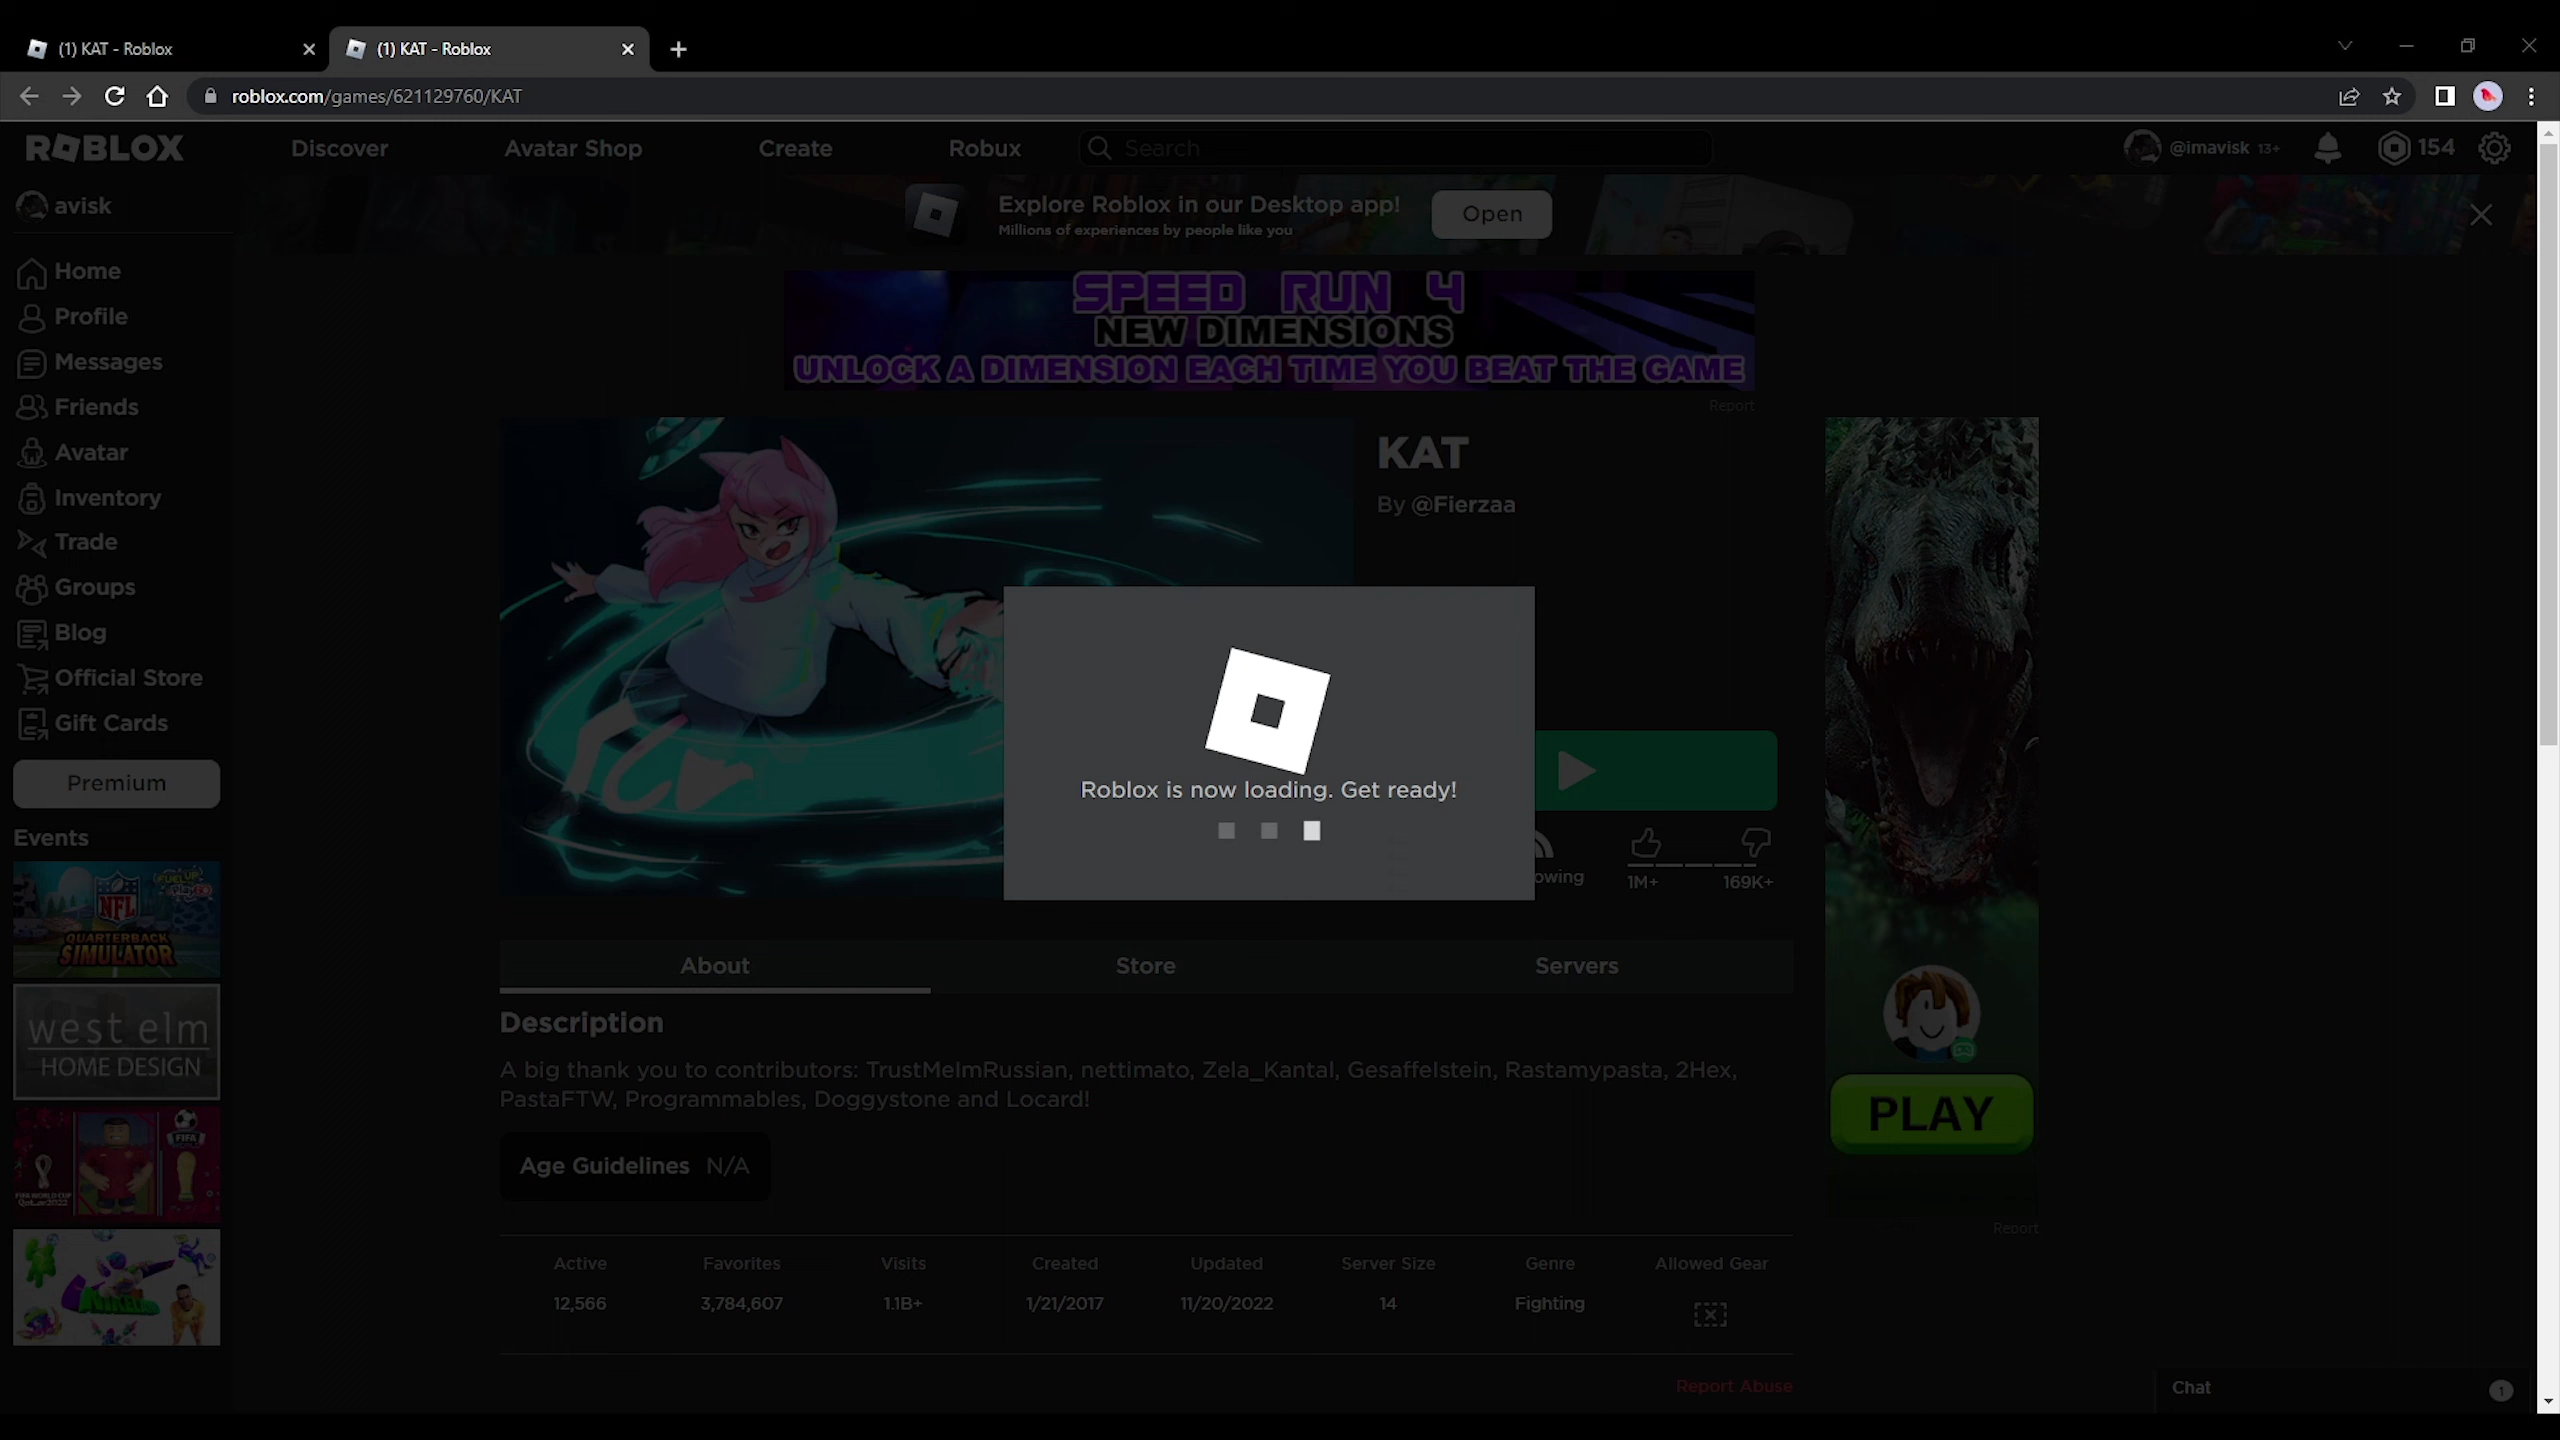 (1) KAT - Roblox
(1) KAT - Roblox
roblox.com/games/621129760/KAT
ROBLOX
Discover
Avatar Shop
Create
Robux
Search
@imavisk 13+
154
avisk
Explore Roblox in our Desktop app!
Millions of experiences by people like you
Open
Home
Profile
Messages
Friends
Avatar
Inventory
Trade
Groups
Blog
Official Store
Gift Cards
Premium
Events
NFL
QUARTERBACK
SIMULATOR
west elm
HOME DESIGN
FIFA
FIFA WORLD CUP
Qatar2022
SPEED RUN 4
NEW DIMENSIONS
UNLOCK A DIMENSION EACH TIME YOU BEAT THE GAME
Report
KAT
By @Fierzaa
Roblox is now loading. Get ready!
owing
1M+
169K+
About
Store
Servers
Description
A big thank you to contributors: TrustMeImRussian, nettimato, Zela_Kantal, Gesaffelstein, Rastamypasta, 2Hex,
PastaFTW, Programmables, Doggystone and Locard!
Age Guidelines N/A
PLAY
Report
Active Favorites Visits Created Updated Server Size Genre Allowed Gear
12,566 3,784,607 1.1B+ 1/21/2017 11/20/2022 14 Fighting
Report Abuse
Chat
1